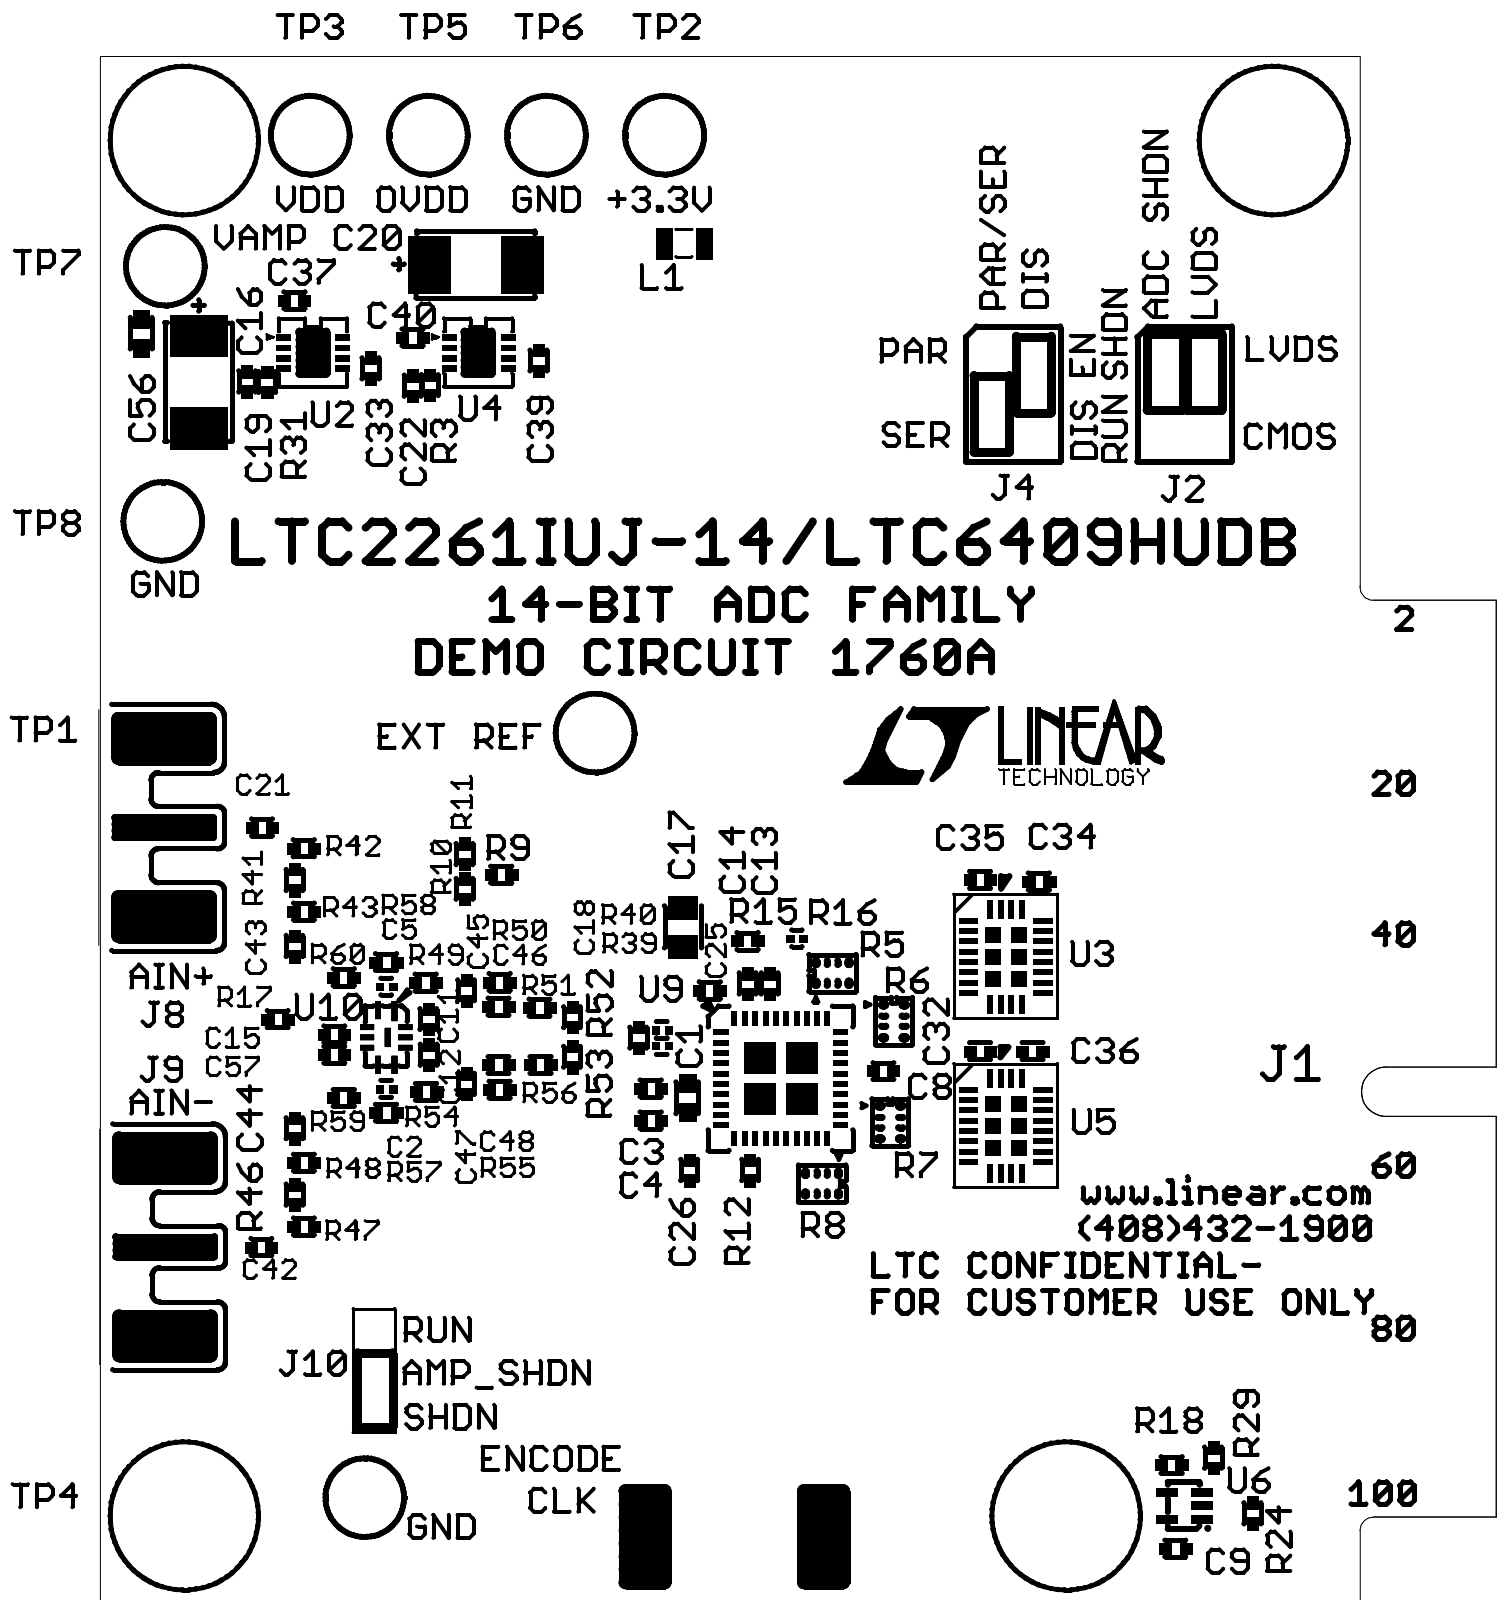 TP3 TP5 TP6 TP2
VDD OVDD GND +3.3V
VAMP C20
TP7
C37
L1
C16
C40
+
+
C56
U2
U4
C19
R31
C33
C22
R3
C39
PAR/SER
DIS
ADC SHDN
LVDS
PAR
SER
DIS EN
RUN SHDN
LVDS
CMOS
J4
J2
TP8
GND
LTC2261IUJ-14/LTC6409HUDB
14-BIT ADC FAMILY
DEMO CIRCUIT 1760A
2
TP1
EXT REF
LINEAR
TECHNOLOGY
20
C21
R11
R42
R10
R9
C17
C14
C13
C35
C34
R41
R43
R58
C5
C45
R50
C46
C18
R40
R39
C25
R15
R16
R5
40
C43
R60
R49
R51
R52
U9
R6
U3
AIN+
J8
R17
U10
C15
C57
C11
C12
C1
C32
C36
J9
AIN-
C44
R59
R54
R56
R53
C8
U5
J1
C2
R57
C47
C48
R55
C3
C4
R7
60
R48
R46
R47
C42
C26
R12
R8
www.linear.com
(408)432-1900
LTC CONFIDENTIAL-
FOR CUSTOMER USE ONLY
80
RUN
J10
AMP_SHDN
SHDN
ENCODE
CLK
TP4
GND
R18
R29
U6
100
C9
R24